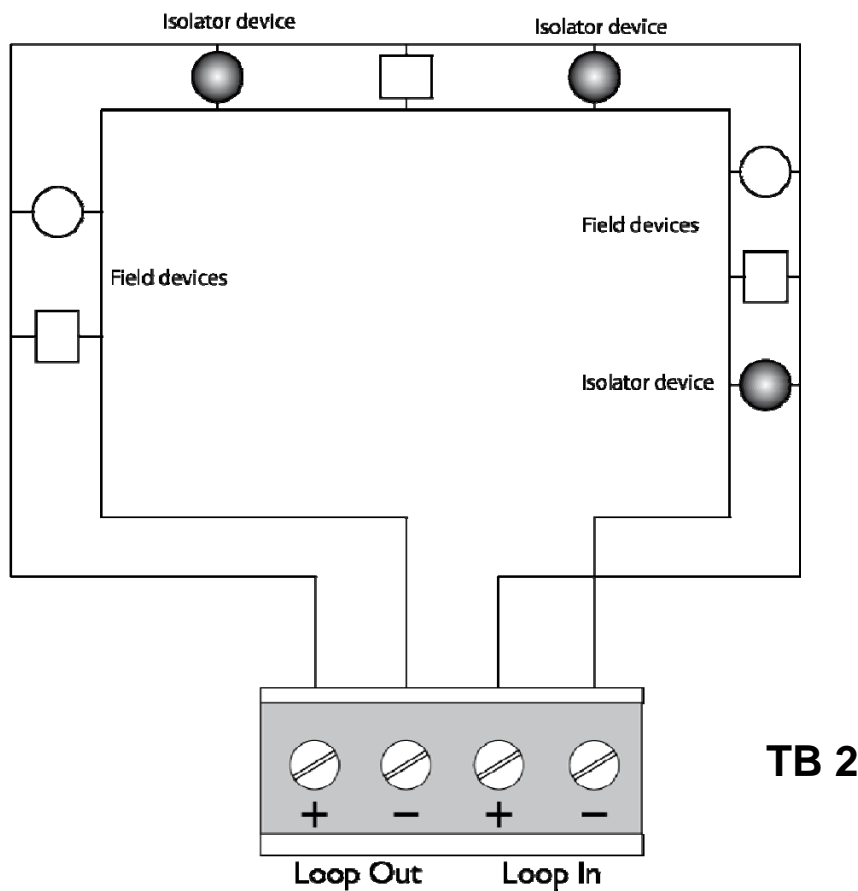 Isolator device
Isolator device
Field devices
Field devices
Isolator device
TB 2
+ − + −
Loop Out Loop In